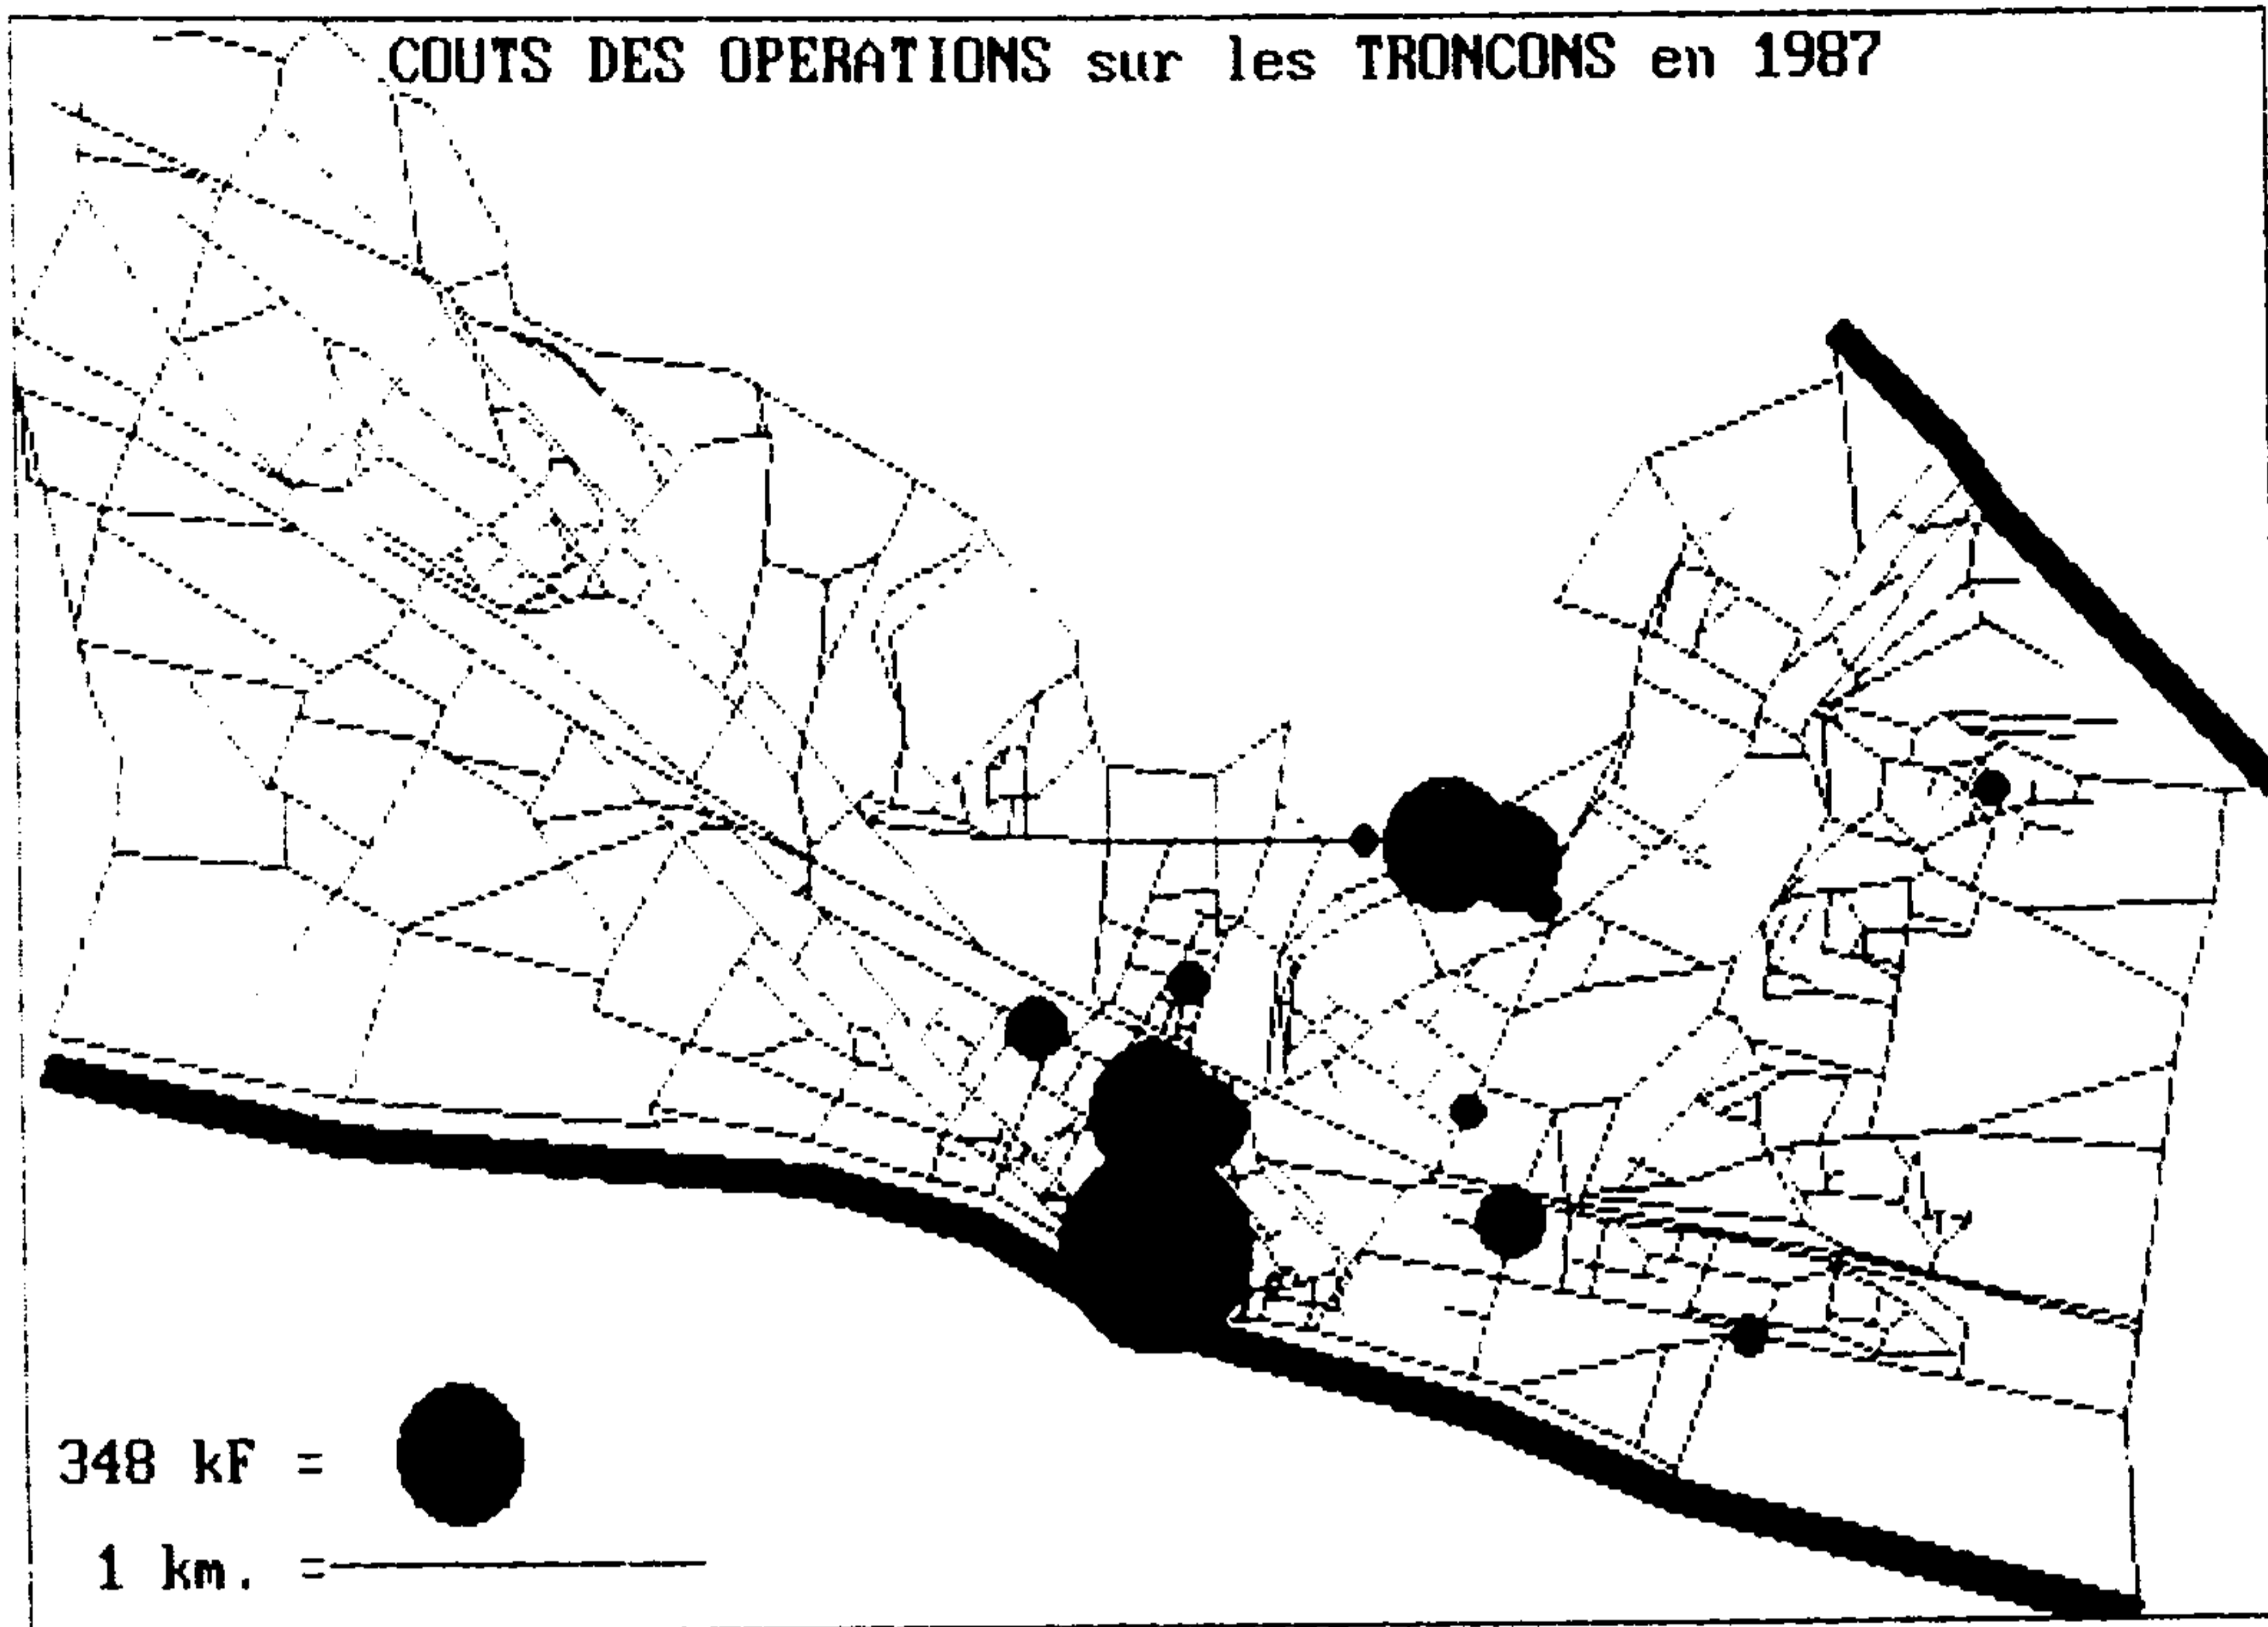 COUTS DES OPERATIONS sur les TRONCONS en 1987
348 kF =
1 km. =